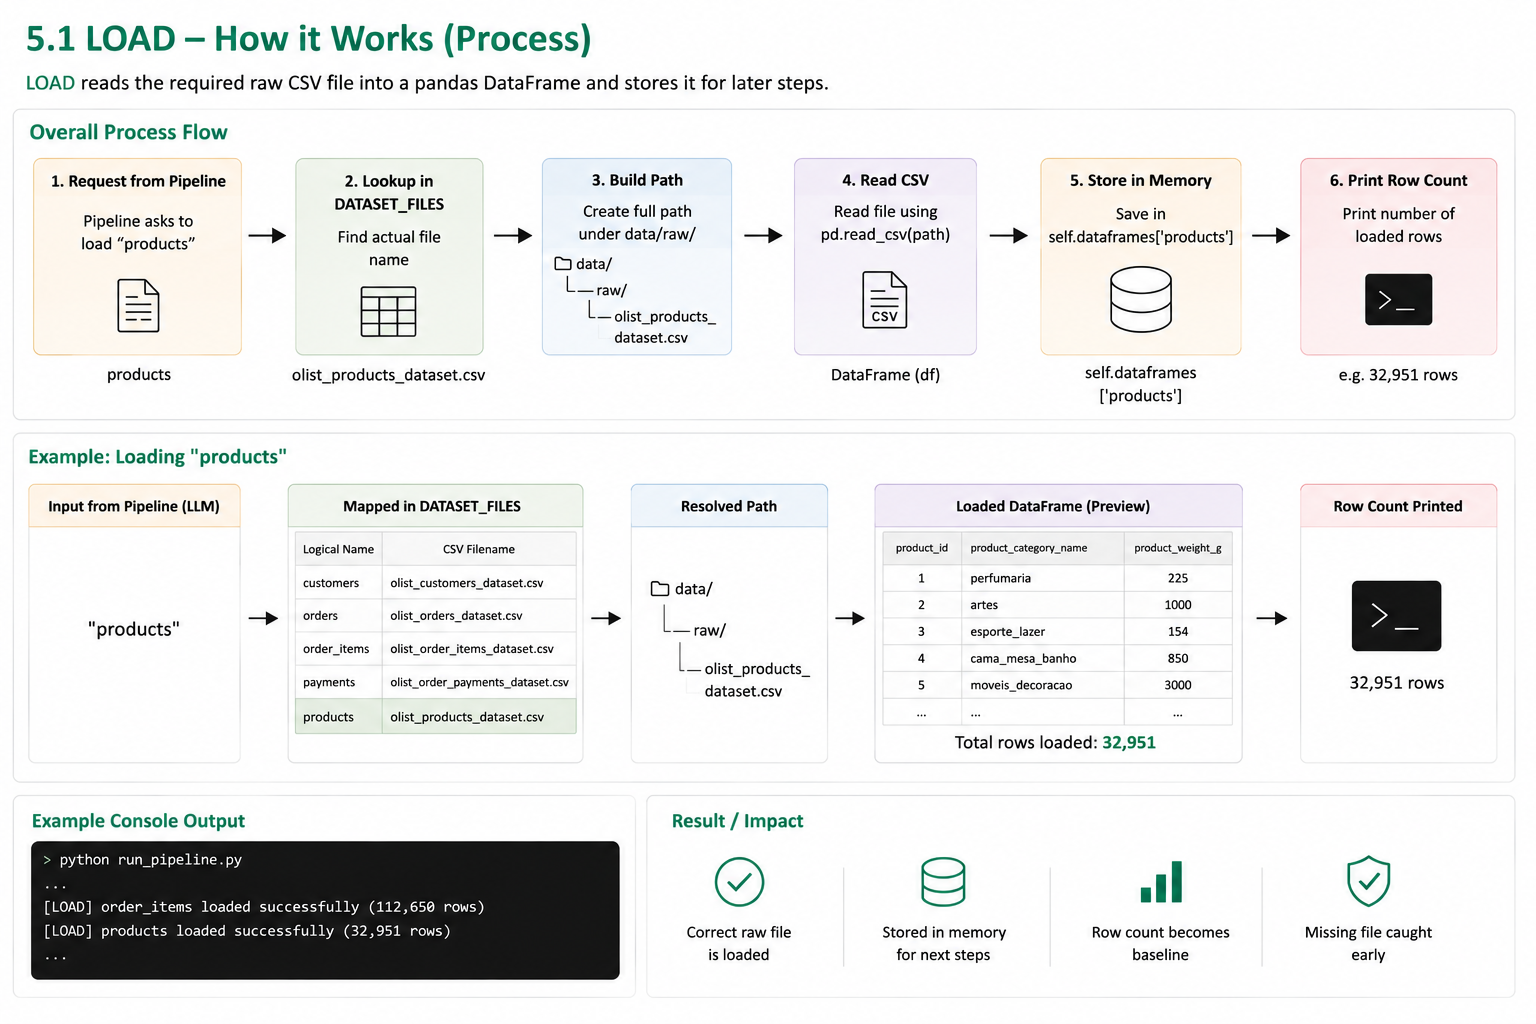 5.1 LOAD – How it Works (Process)
LOAD reads the required raw CSV file into a pandas DataFrame and stores it for later steps.
Overall Process Flow
1. Request from Pipeline
Pipeline asks to
load “products”
products
2. Lookup in
DATASET_FILES
Find actual file
name
olist_products_dataset.csv
3. Build Path
Create full path
under data/raw/
data/
raw/
olist_products_
dataset.csv
4. Read CSV
Read file using
pd.read_csv(path)
CSV
DataFrame (df)
5. Store in Memory
Save in
self.dataframes['products']
self.dataframes
['products']
6. Print Row Count
Print number of
loaded rows
>_
e.g. 32,951 rows
Example: Loading "products"
Input from Pipeline (LLM)
"products"
Mapped in DATASET_FILES
Logical Name CSV Filename
customers olist_customers_dataset.csv
orders olist_orders_dataset.csv
order_items olist_order_items_dataset.csv
payments olist_order_payments_dataset.csv
products olist_products_dataset.csv
Resolved Path
data/
raw/
olist_products_
dataset.csv
Loaded DataFrame (Preview)
product_id product_category_name product_weight_g
1 perfumaria 225
2 artes 1000
3 esporte_lazer 154
4 cama_mesa_banho 850
5 moveis_decoracao 3000
... ... ...
Total rows loaded: 32,951
Row Count Printed
>_
32,951 rows
Example Console Output
> python run_pipeline.py
...
[LOAD] order_items loaded successfully (112,650 rows)
[LOAD] products loaded successfully (32,951 rows)
...
Result / Impact
Correct raw file
is loaded
Stored in memory
for next steps
Row count becomes
baseline
Missing file caught
early